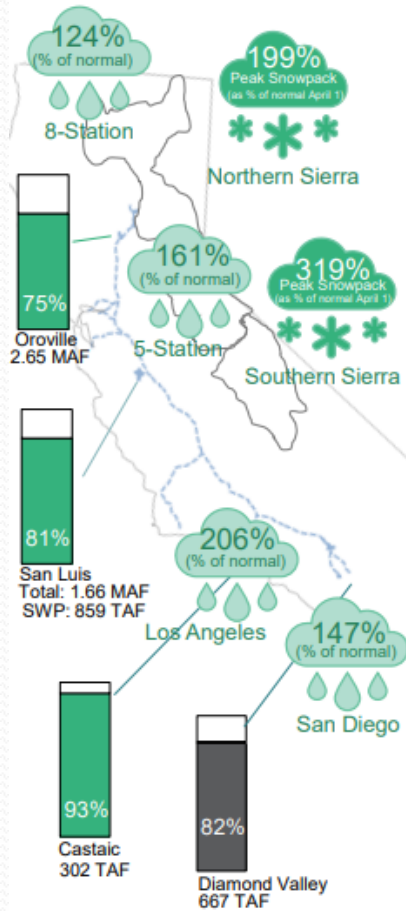 124%
(% of normal)
8-Station
199%
Peak Snowpack
(as % of normal April 1)
Northern Sierra
75%
Oroville
2.65 MAF
161%
(% of normal)
5-Station
319%
Peak Snowpack
(as % of normal April 1)
Southern Sierra
81%
San Luis
Total: 1.66 MAF
SWP: 859 TAF
206%
(% of normal)
Los Angeles
147%
(% of normal)
San Diego
93%
Castaic
302 TAF
82%
Diamond Valley
667 TAF